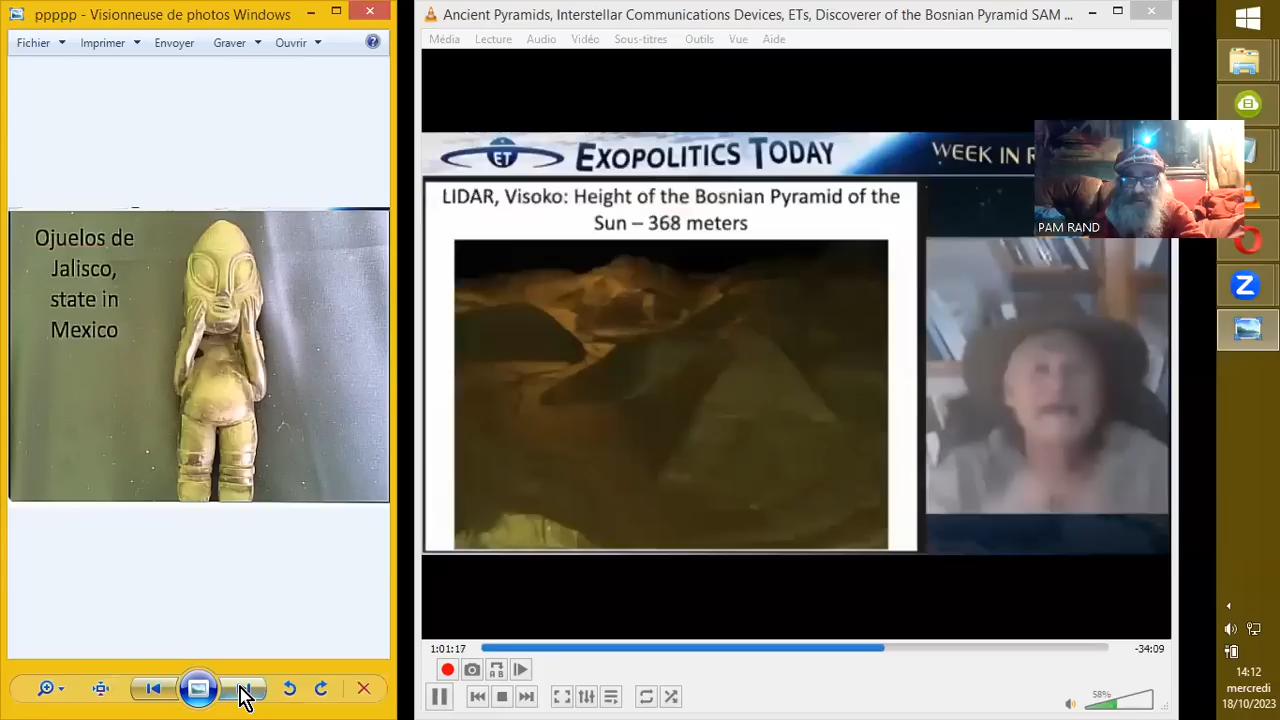 ppppp - Visionneuse de photos Windows
Fichier Imprimer Envoyer Graver Ouvrir
Ojuelos de
Jalisco,
state in
Mexico
Ancient Pyramids, Interstellar Communications Devices, ETs, Discoverer of the Bosnian Pyramid SAM ...
Média Lecture Audio Vidéo Sous-titres Outils Vue Aide
ET EXOPOLITICS TODAY
WEEK IN R
LIDAR, Visoko: Height of the Bosnian Pyramid of the
Sun – 368 meters
PAM RAND
1:01:17
-34:09
58%
14:12
mercredi
18/10/2023